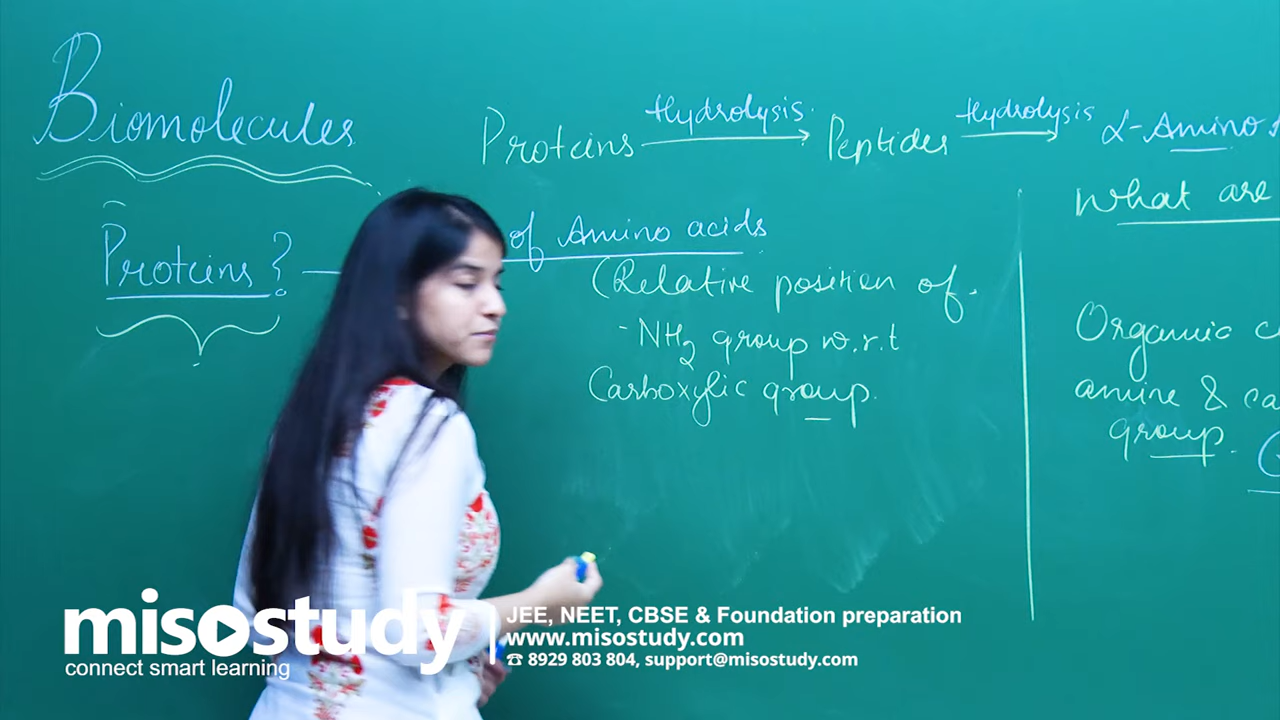 Biomolecules
Proteins Hydrolysis Peptides Hydrolysis α-Amino
Proteins?
of Amino acids
(Relative position of
-NH2 group w.r.t
Carboxylic group.
What are
Organic
amine &
group.
misostudy
connect smart learning
JEE, NEET, CBSE & Foundation preparation
www.misostudy.com
☎ 8929 803 804, support@misostudy.com